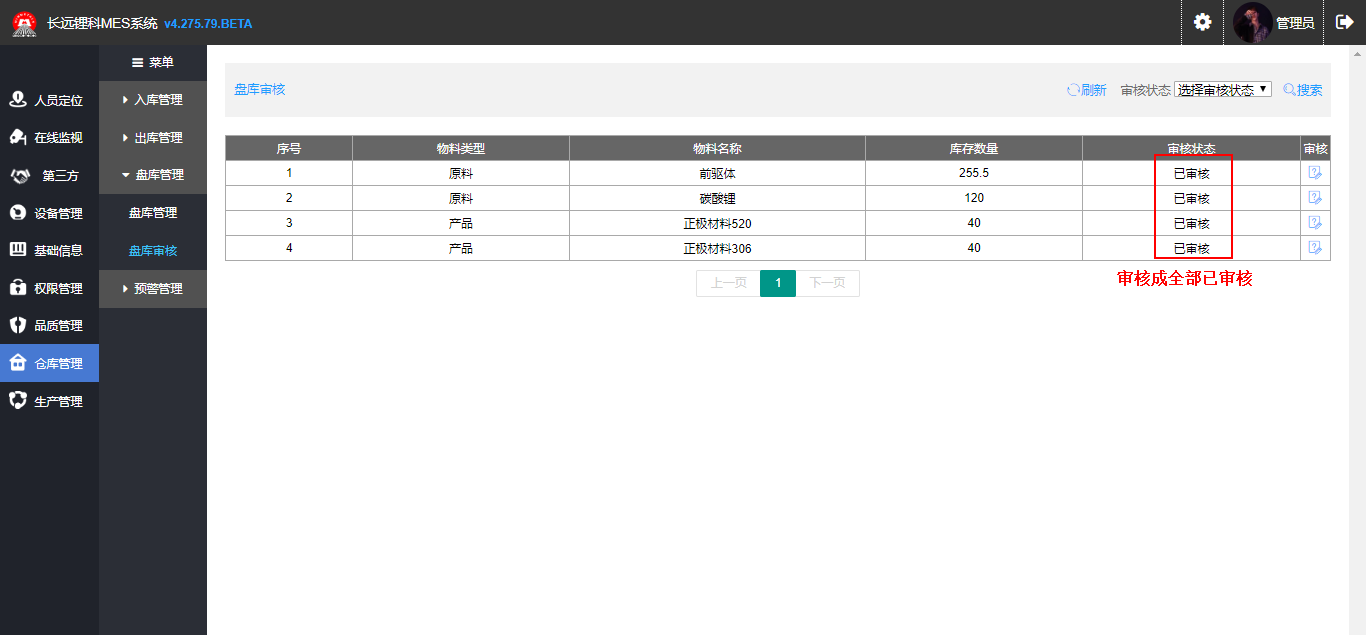 长远锂科MES系统 v4.275.79.BETA
管理员
人员定位
在线监视
第三方
设备管理
基础信息
权限管理
品质管理
仓库管理
生产管理
菜单
入库管理
出库管理
盘库管理
盘库管理
盘库审核
预警管理
盘库审核
刷新 审核状态 选择审核状态 搜索
序号 物料类型 物料名称 库存数量 审核状态 审核
1 原料 前驱体 255.5 已审核
2 原料 碳酸锂 120 已审核
3 产品 正极材料520 40 已审核
4 产品 正极材料306 40 已审核
上一页 1 下一页
审核成全部已审核